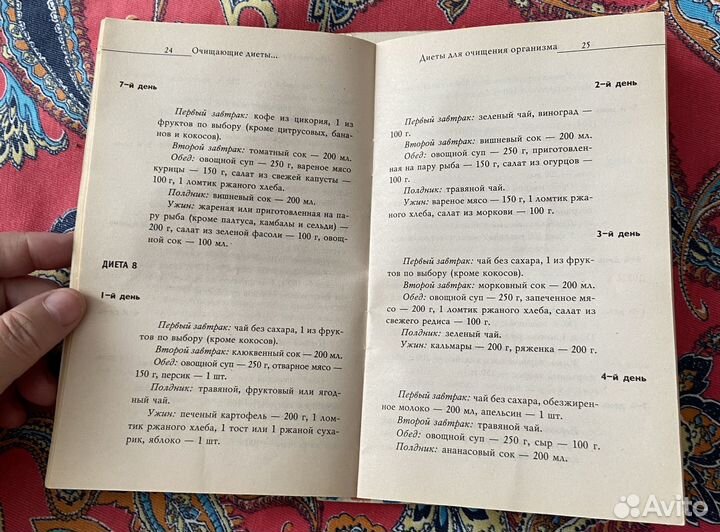 24 Очищающие диеты...
7-й день
Первый завтрак: кофе из цикория, 1 из
фруктов по выбору (кроме цитрусовых, бана-
нов и кокосов).
Второй завтрак: томатный сок — 200 мл.
Обед: овощной суп — 250 г, вареное мясо
курицы — 150 г, салат из свежей капусты —
100 г, 1 ломтик ржаного хлеба.
Полдник: вишневый сок — 200 мл.
Ужин: жареная или приготовленная на па-
ру рыба (кроме палтуса, камбалы и сельди) —
200 г, салат из зеленой фасоли — 100 г, овощ-
ной сок — 100 мл.
ДИЕТА 8
1-й день
Первый завтрак: чай без сахара, 1 из фрук-
тов по выбору (кроме кокосов).
Второй завтрак: клюквенный сок — 200 мл.
Обед: овощной суп — 250 г, отварное мясо —
150 г, персик — 1 шт.
Полдник: травяной, фруктовый или ягод-
ный чай.
Ужин: печеный картофель — 200 г, 1 лом-
тик ржаного хлеба, 1 тост или 1 ржаной суха-
рик, яблоко — 1 шт.
Диеты для очищения организма 25
2-й день
Первый завтрак: зеленый чай, виноград —
100 г.
Второй завтрак: вишневый сок — 200 мл.
Обед: овощной суп — 250 г, приготовлен-
ная на пару рыба — 150 г, салат из огурцов —
100 г.
Полдник: травяной чай.
Ужин: вареное мясо — 150 г, 1 ломтик ржа-
ного хлеба, салат из моркови — 100 г.
3-й день
Первый завтрак: чай без сахара, 1 из фрук-
тов по выбору (кроме кокосов).
Второй завтрак: морковный сок — 200 мл.
Обед: овощной суп — 250 г, запеченное мя-
со — 200 г, 1 ломтик ржаного хлеба, салат из
свежего редиса — 100 г.
Полдник: зеленый чай.
Ужин: кальмары — 200 г, ряженка — 200 г.
4-й день
Первый завтрак: чай без сахара, обезжирен-
ное молоко — 200 мл, апельсин — 1 шт.
Второй завтрак: травяной чай.
Обед: овощной суп — 250 г, сыр — 100 г.
Полдник: ананасовый сок — 200 мл.
Avito